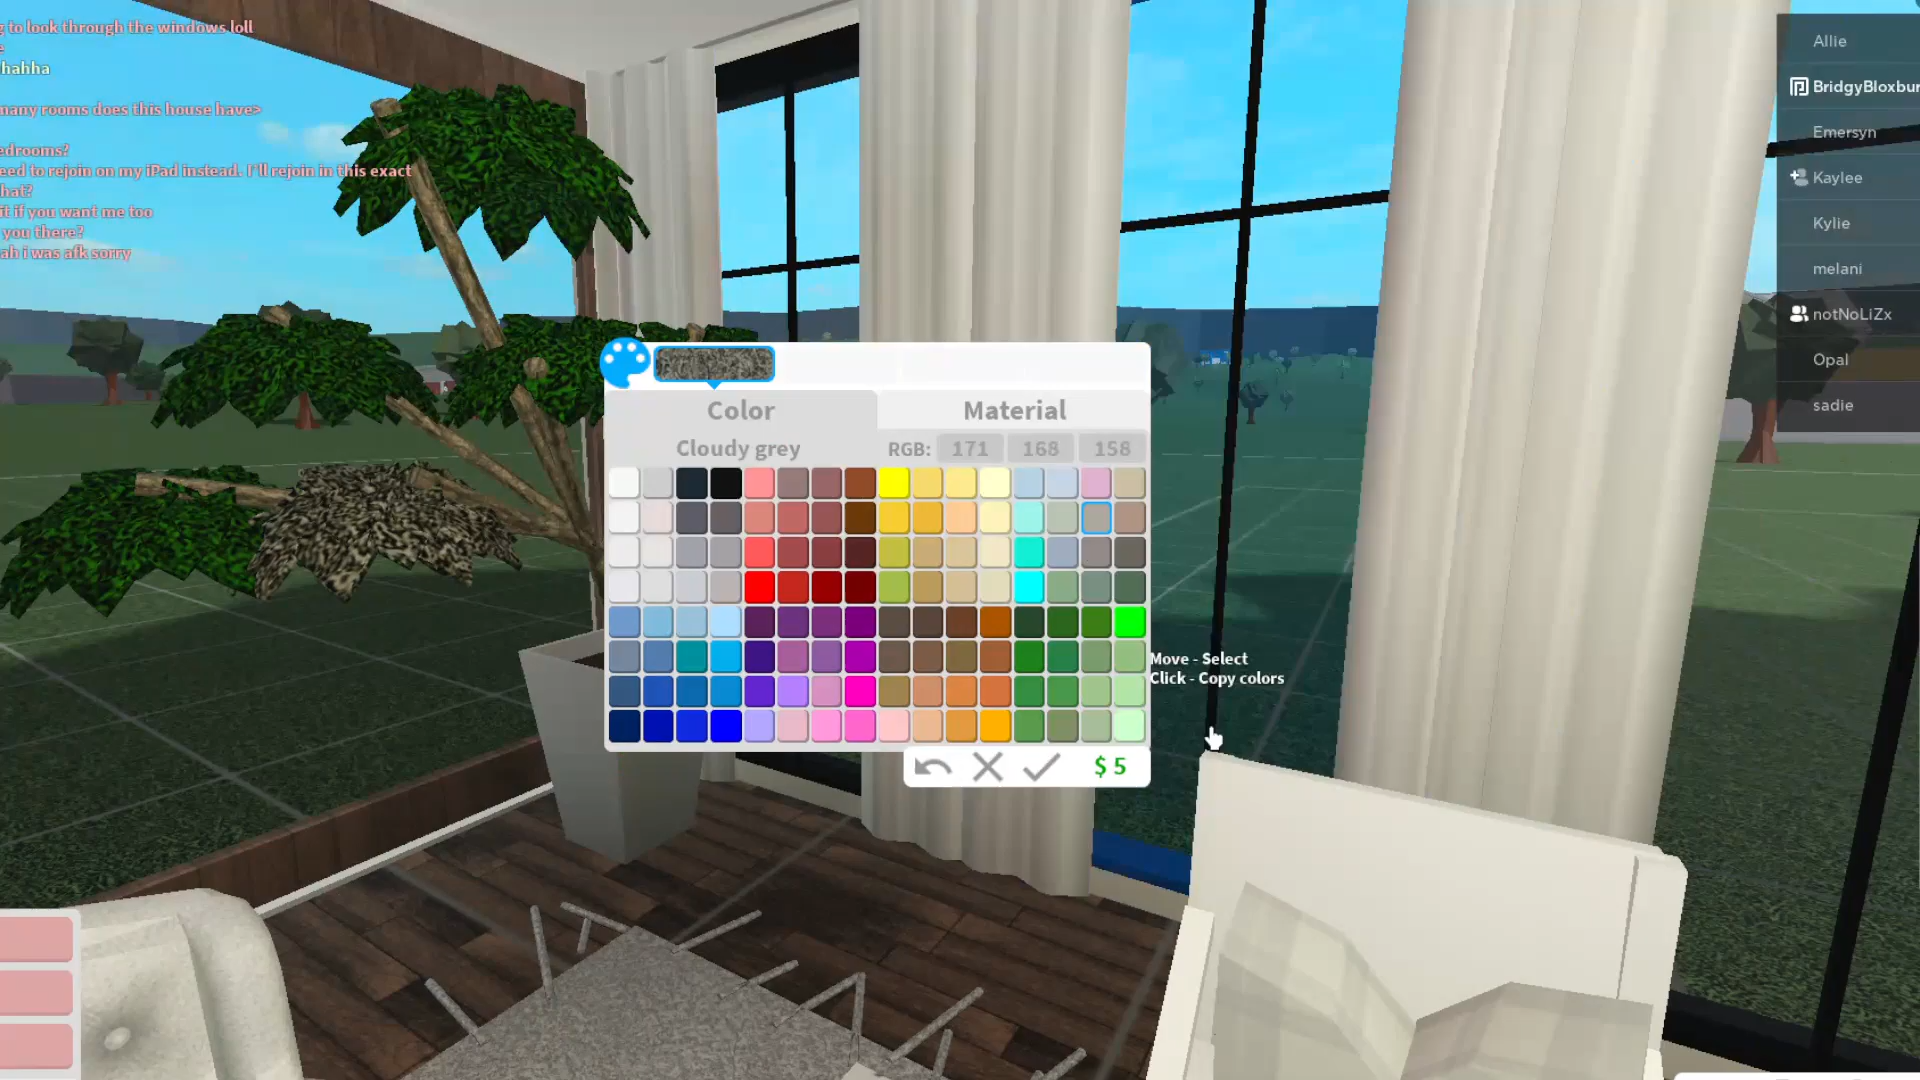 g to look through the windows loll
e
hahha
many rooms does this house have>
edrooms?
eed to rejoin on my iPad instead. I'll rejoin in this exact
hat?
it if you want me too
you there?
ah i was afk sorry
Allie
BridgyBloxbur
Emersyn
Kaylee
Kylie
melani
notNoLiZx
Opal
sadie
Color
Material
Cloudy grey
RGB: 171 168 158
Move - Select
Click - Copy colors
$ 5